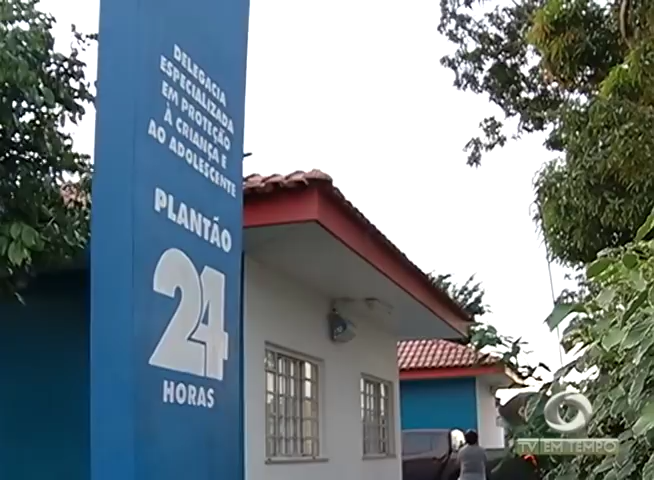 DELEGACIA
ESPECIALIZADA
EM PROTEÇÃO
À CRIANÇA E
AO ADOLESCENTE
PLANTÃO
24
HORAS
TV EM TEMPO